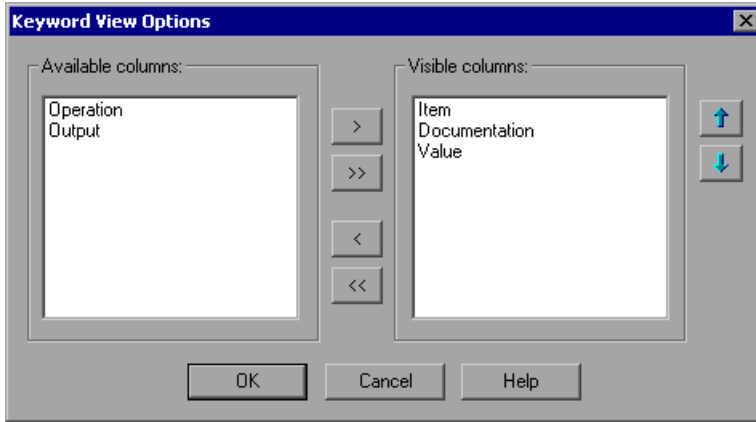 Keyword View Options
Available columns:
Operation
Output
>
>>
<
<<
Visible columns:
Item
Documentation
Value
OK
Cancel
Help